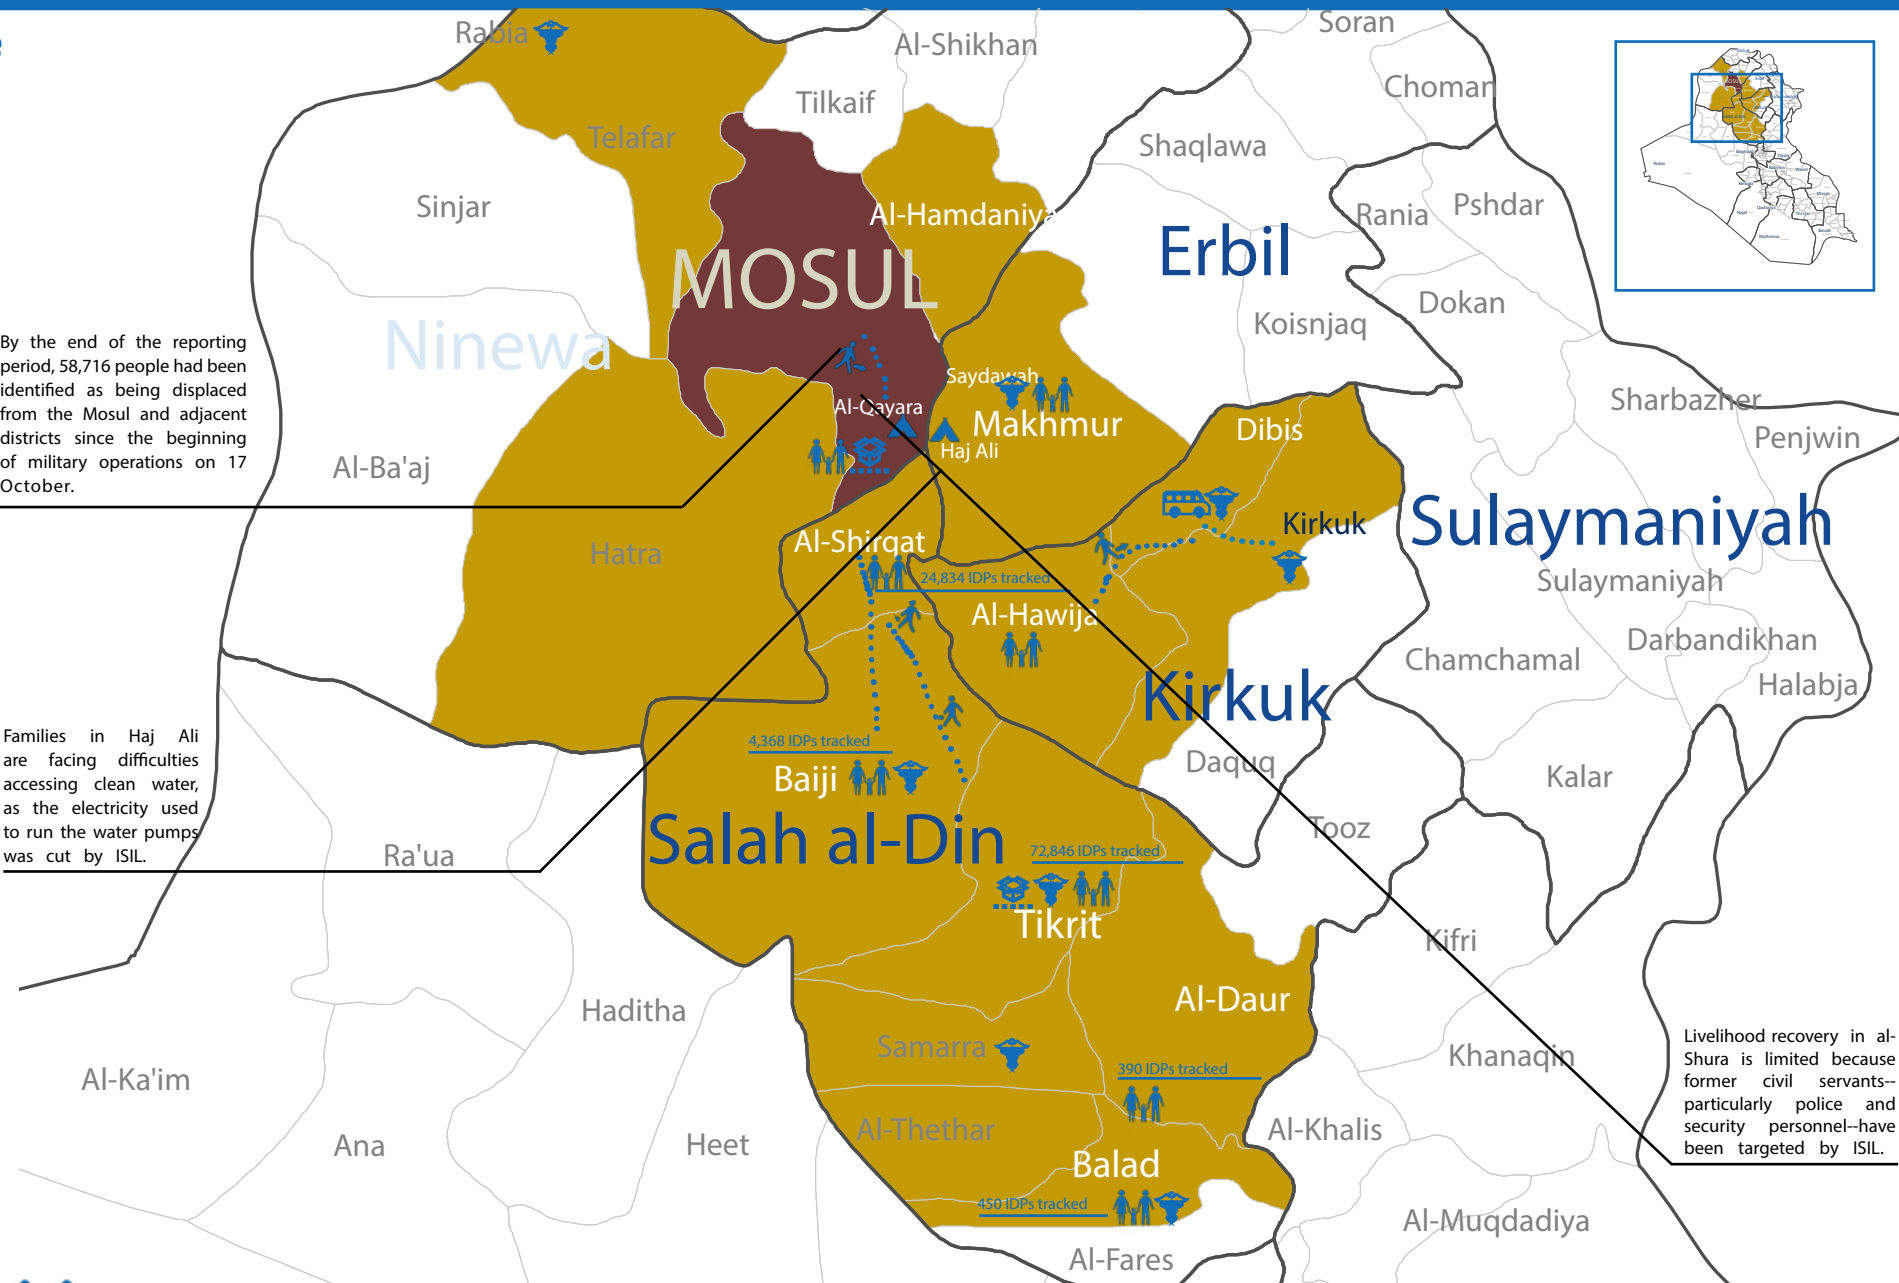 Rabia
Al-Shikhan
Soran
Choman
Tilkaif
Telafar
Shaqlawa
Sinjar
Al-Hamdaniya
Rania
Pshdar
MOSUL
Erbil
Dokan
Koisnjaq
Ninewa
By the end of the reporting
period, 58,716 people had been
identified as being displaced
from the Mosul and adjacent
districts since the beginning
of military operations on 17
October.
Saydawah
Al-Qayara
Makhmur
Haj Ali
Dibis
Sharbazher
Penjwin
Al-Ba'aj
Kirkuk
Sulaymaniyah
Al-Shirqat
Hatra
24,834 IDPs tracked
Sulaymaniyah
Al-Hawija
Darbandikhan
Chamchamal
Halabja
Kirkuk
Families in Haj Ali
are facing difficulties
accessing clean water,
as the electricity used
to run the water pumps
was cut by ISIL.
4,368 IDPs tracked
Baiji
Daquq
Kalar
Salah al-Din
Ra'ua
Tooz
72,846 IDPs tracked
Tikrit
Kifri
Al-Daur
Haditha
Samarra
390 IDPs tracked
Khanaqin
Livelihood recovery in al-
Shura is limited because
former civil servants--
particularly police and
security personnel--have
been targeted by ISIL.
Al-Ka'im
Ana
Heet
Al-Thethar
Al-Khalis
Balad
450 IDPs tracked
Al-Muqdadiya
Al-Fares